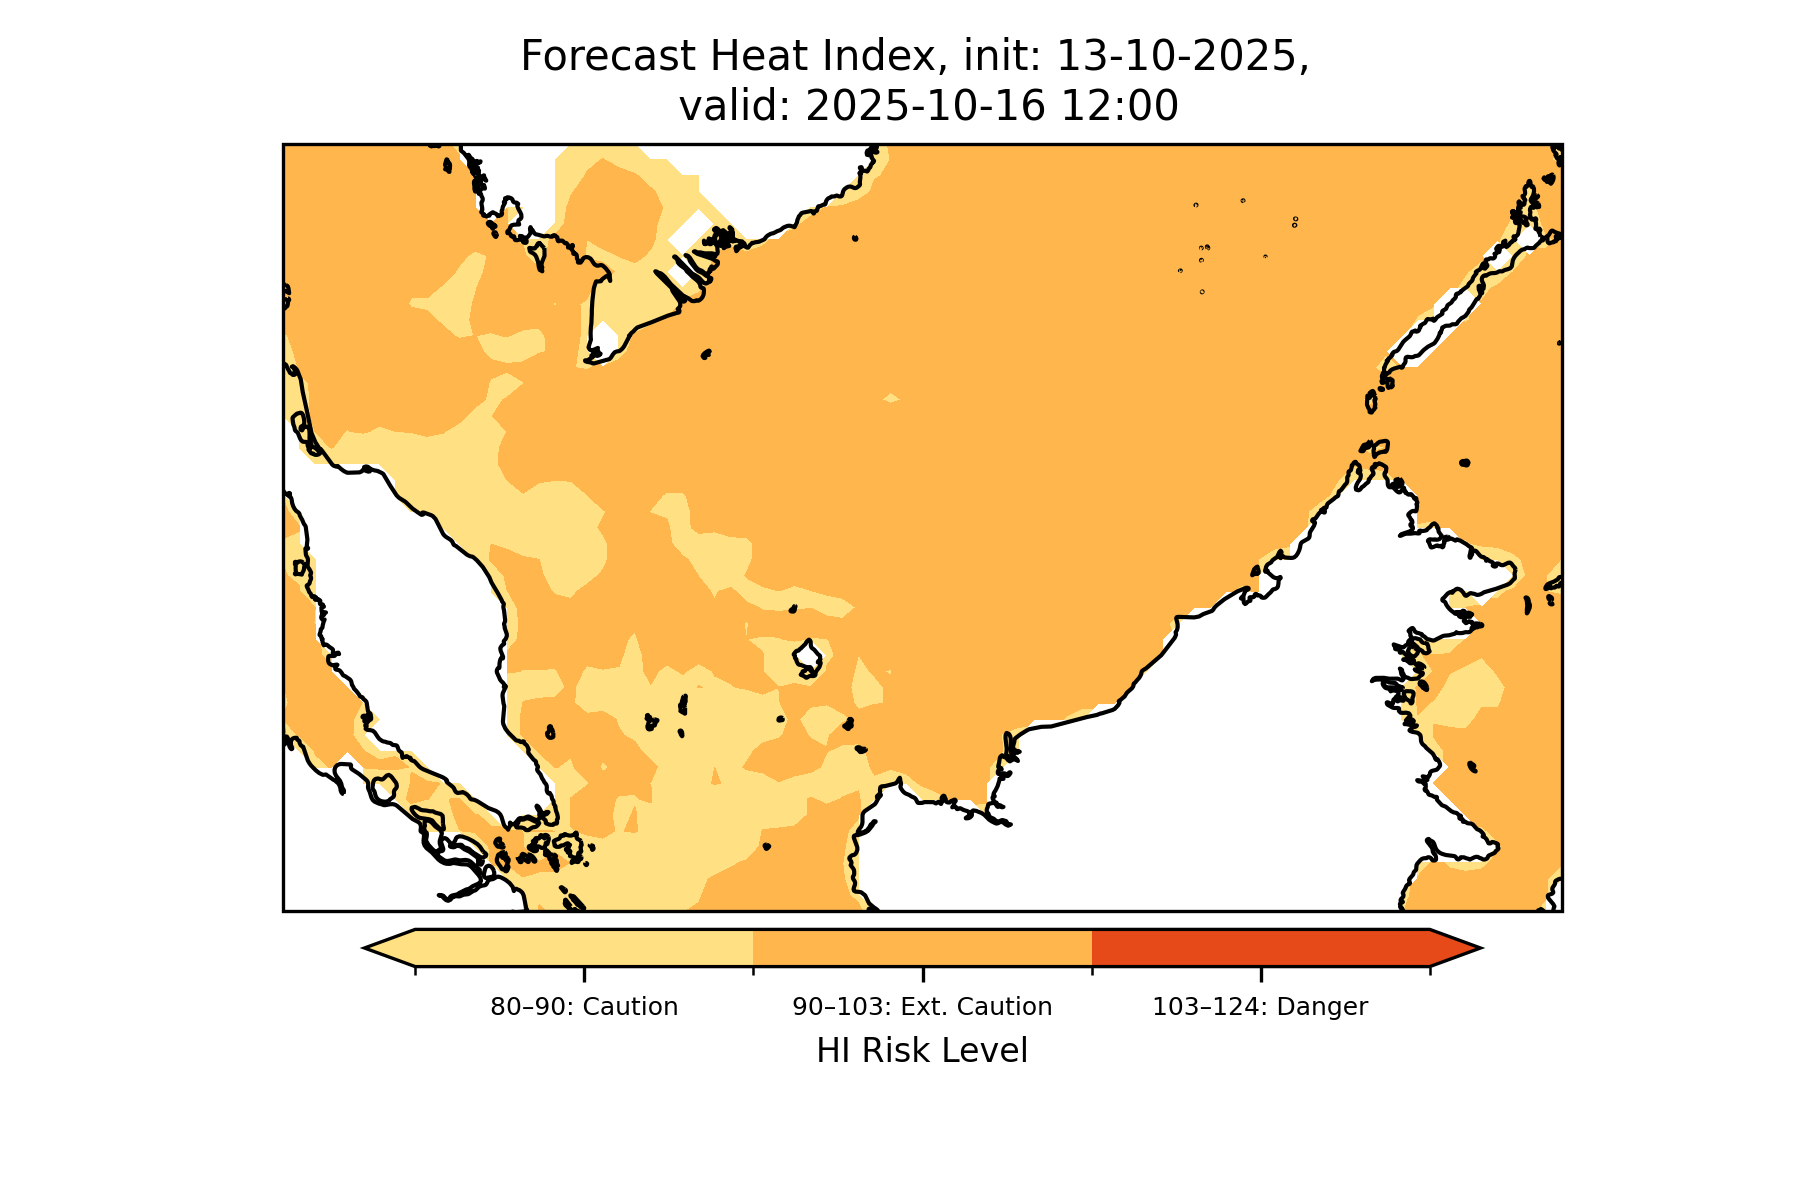 Forecast Heat Index, init: 13-10-2025,
valid: 2025-10-16 12:00
80–90: Caution
90–103: Ext. Caution
103–124: Danger
HI Risk Level